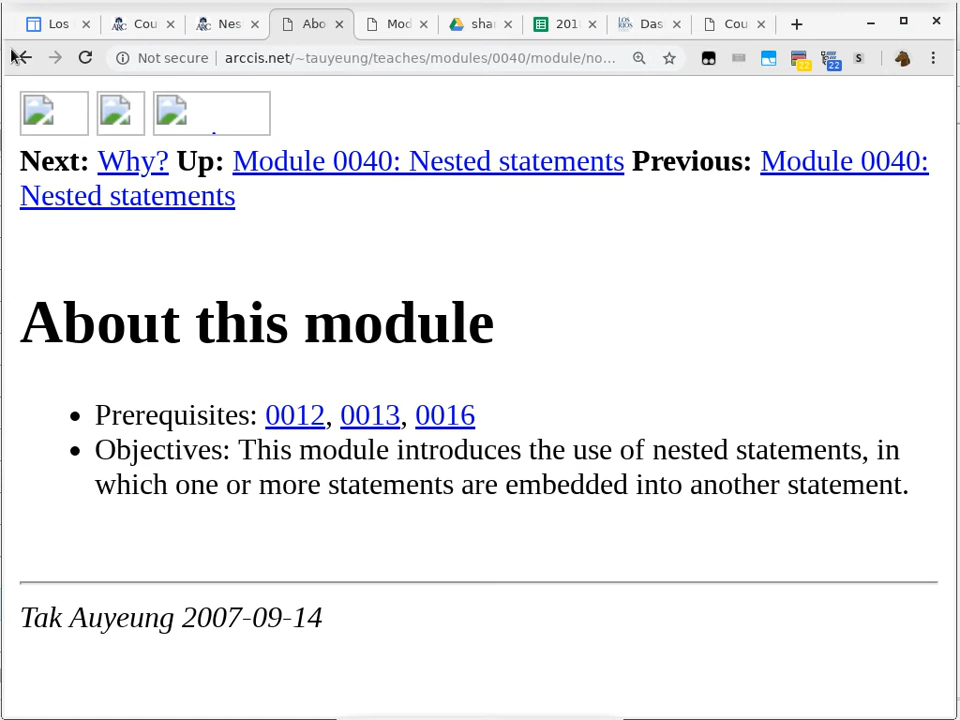 Los
Cou
Nes
Abo
Mod
sha
201
Das
Cou
Not secure
arccis.net/~tauyeung/teaches/modules/0040/module/no...
22
22
S
Next: Why? Up: Module 0040: Nested statements Previous: Module 0040:
Nested statements
About this module
• Prerequisites: 0012, 0013, 0016
• Objectives: This module introduces the use of nested statements, in
which one or more statements are embedded into another statement.
Tak Auyeung 2007-09-14